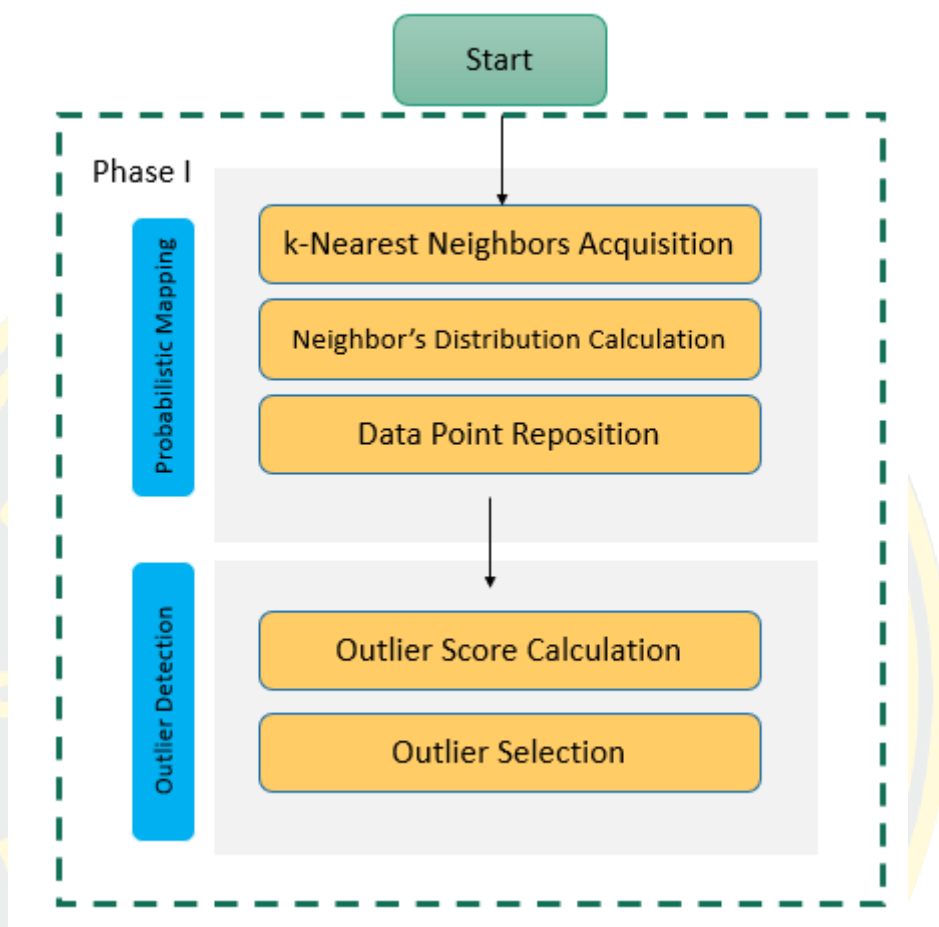 Start
Phase I
Probabilistic Mapping
k-Nearest Neighbors Acquisition
Neighbor’s Distribution Calculation
Data Point Reposition
Outlier Detection
Outlier Score Calculation
Outlier Selection